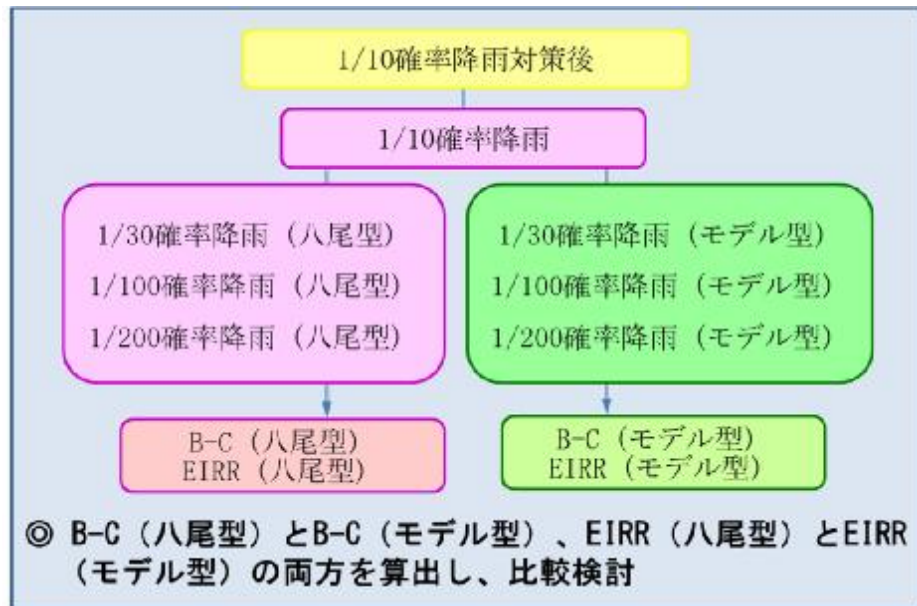 1/10確率降雨対策後
1/10確率降雨
1/30確率降雨（八尾型）
1/100確率降雨（八尾型）
1/200確率降雨（八尾型）
1/30確率降雨（モデル型）
1/100確率降雨（モデル型）
1/200確率降雨（モデル型）
B-C（八尾型）
EIRR（八尾型）
B-C（モデル型）
EIRR（モデル型）
◎ B-C（八尾型）とB-C（モデル型）、EIRR（八尾型）とEIRR
（モデル型）の両方を算出し、比較検討